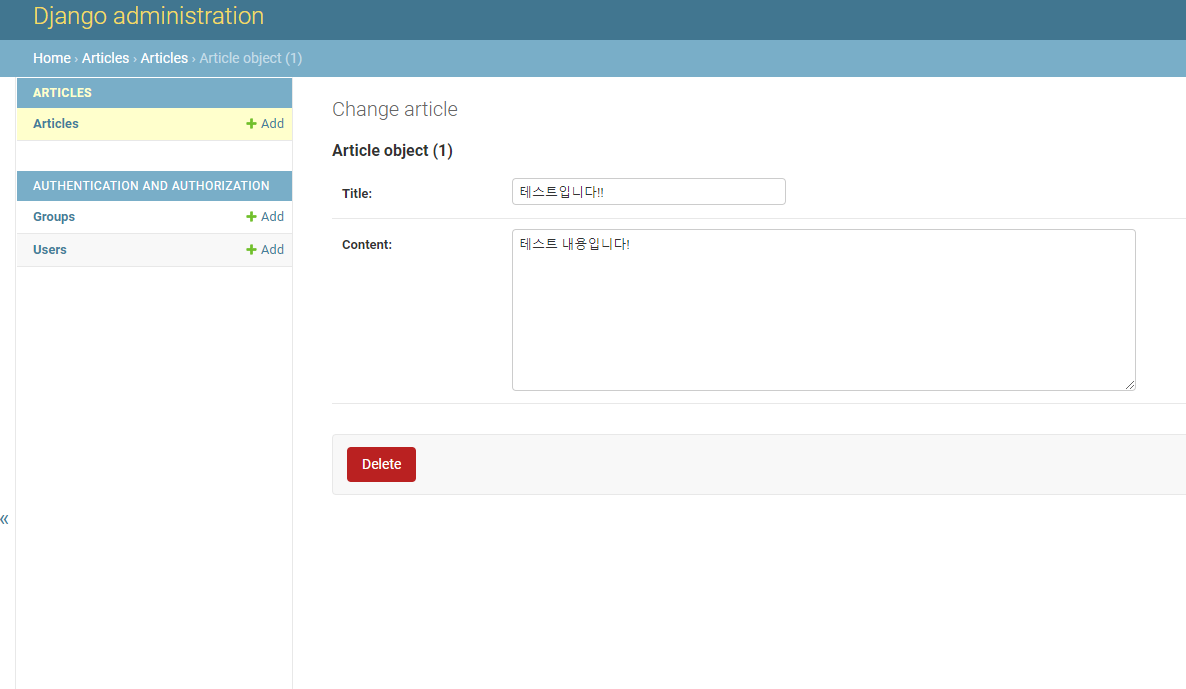 Django administration
Home › Articles › Articles › Article object (1)
ARTICLES
Articles + Add
AUTHENTICATION AND AUTHORIZATION
Groups + Add
Users + Add
«
Change article
Article object (1)
Title: 테스트입니다!!
Content: 테스트 내용입니다!
Delete